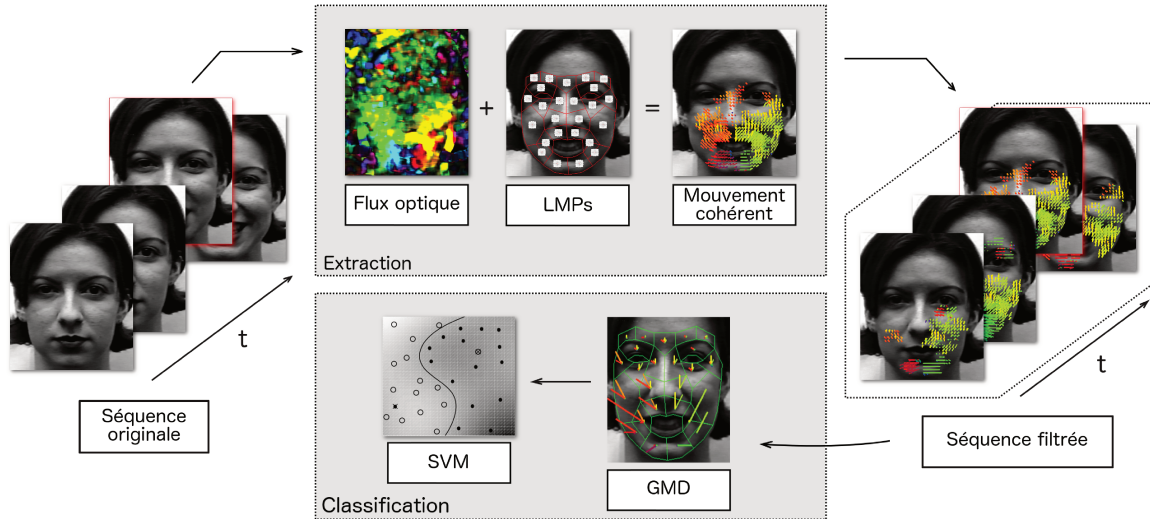 +
=
Flux optique
LMPs
Mouvement
cohérent
Extraction
t
Séquence
originale
t
Séquence filtrée
SVM
GMD
Classification